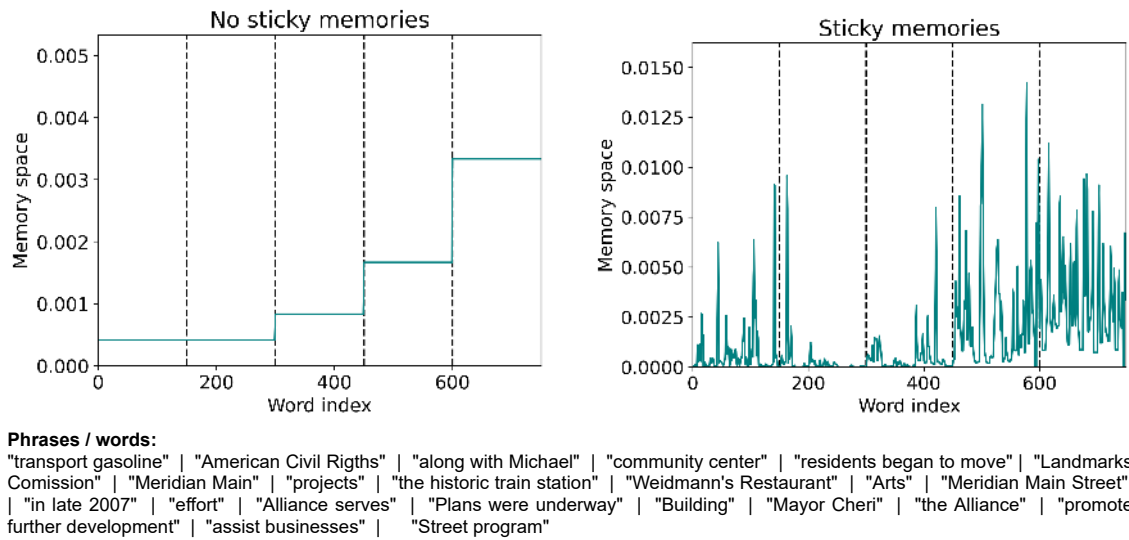 No sticky memories
Sticky memories
0.005
0.004
0.003
0.002
0.001
0.000
Memory space
0 200 400 600
Word index
0.0150
0.0125
0.0100
0.0075
0.0050
0.0025
0.0000
Memory space
0 200 400 600
Word index
Phrases / words:
"transport gasoline" | "American Civil Rigths" | "along with Michael" | "community center" | "residents began to move" | "Landmarks
Comission" | "Meridian Main" | "projects" | "the historic train station" | "Weidmann's Restaurant" | "Arts" | "Meridian Main Street"
| "in late 2007" | "effort" | "Alliance serves" | "Plans were underway" | "Building" | "Mayor Cheri" | "the Alliance" | "promote
further development" | "assist businesses" | "Street program"